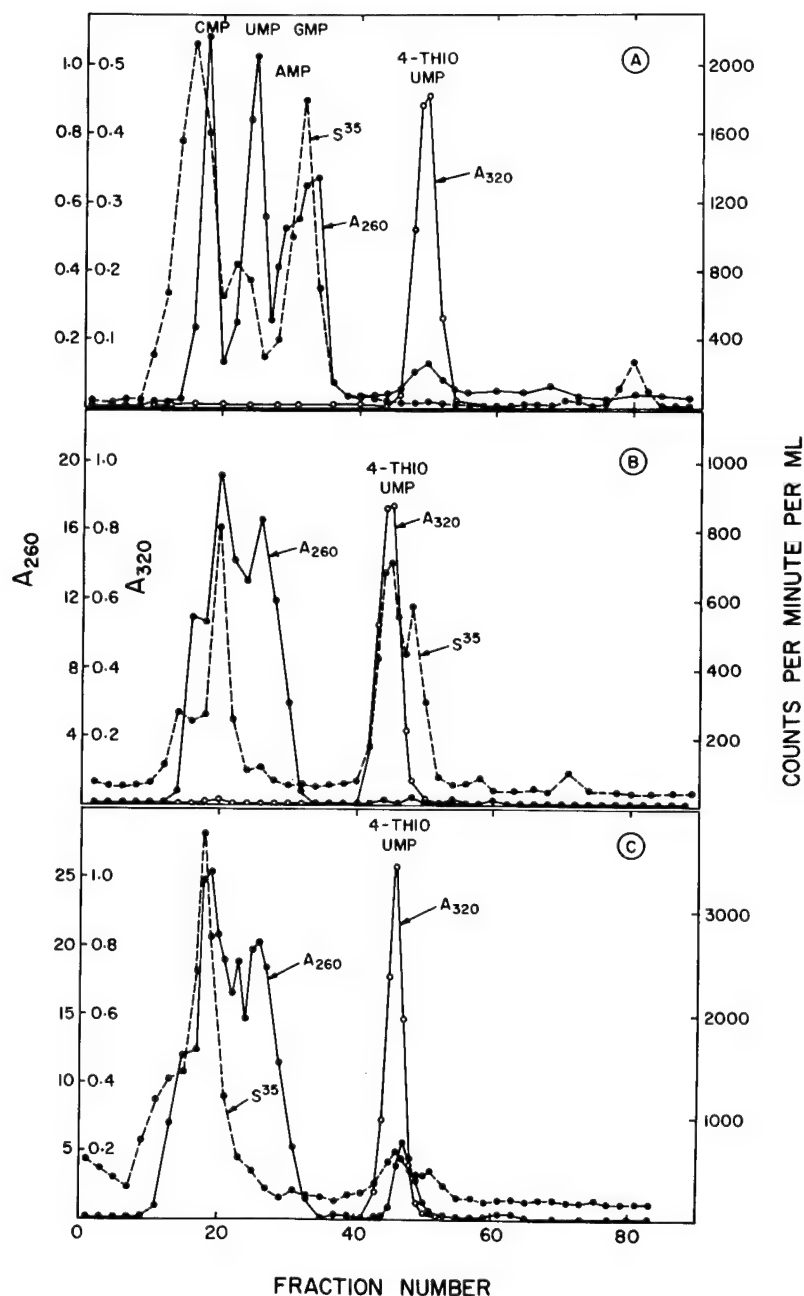 CMP UMP GMP
AMP
4-THIO
UMP
A
S35
A320
A260
1.0 0.5
0.8 0.4
0.6 0.3
0.4 0.2
0.2 0.1
2000
1600
1200
800
400
4-THIO
UMP
B
A320
A260
S35
20 1.0
16 0.8
12 0.6
8 0.4
4 0.2
1000
800
600
400
200
A260
A320
COUNTS PER MINUTE PER ML
4-THIO
UMP
C
A320
A260
S35
25 1.0
20 0.8
15 0.6
10 0.4
5 0.2
3000
2000
1000
0 20 40 60 80
FRACTION NUMBER